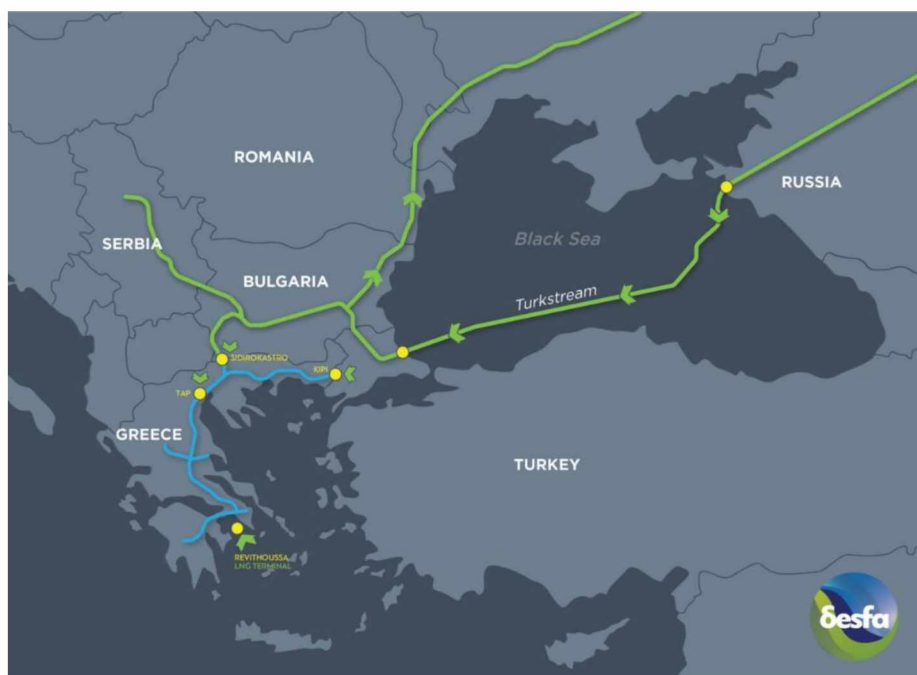 ROMANIA
RUSSIA
SERBIA
Black Sea
BULGARIA
Turkstream
SIDIROKASTRO
KIPI
TAP
GREECE
TURKEY
REVITHOUSSA
LNG TERMINAL
δesfa